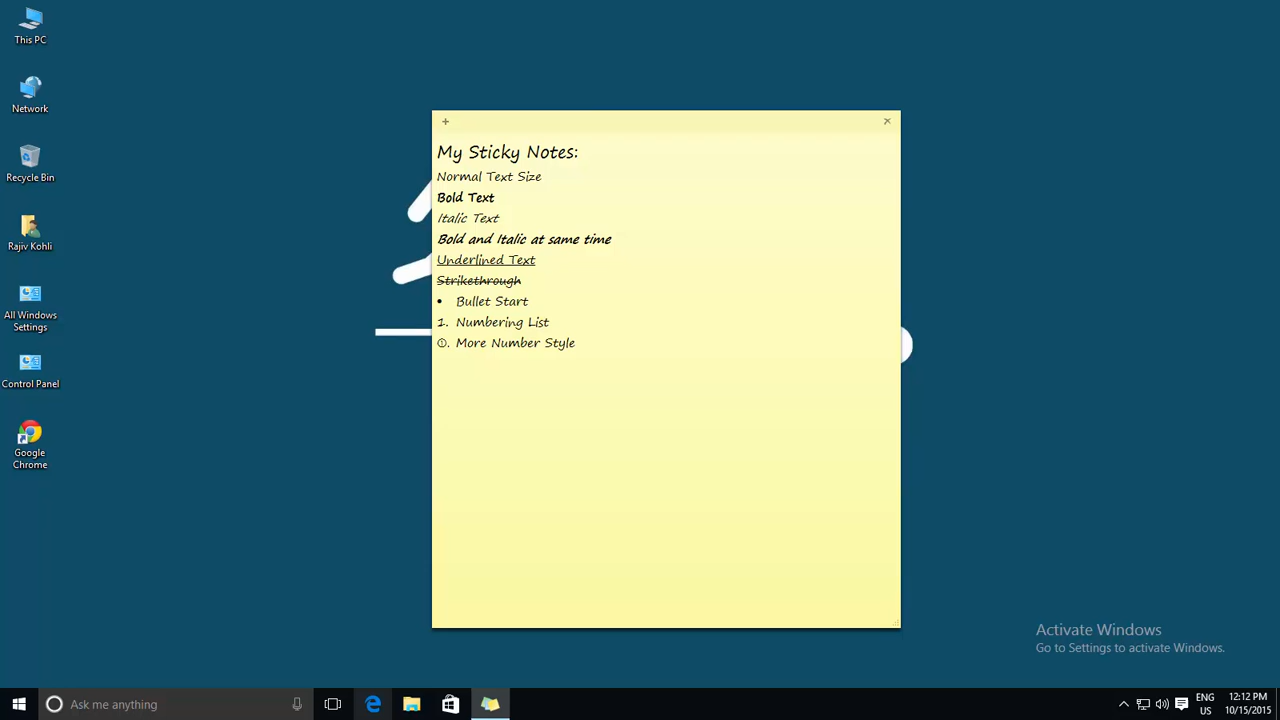 This PC
Network
Recycle Bin
Rajiv Kohli
All Windows
Settings
Control Panel
Google
Chrome
+
×
My Sticky Notes:
Normal Text Size
Bold Text
Italic Text
Bold and Italic at same time
Underlined Text
Strikethrough
• Bullet Start
1. Numbering List
①. More Number Style
Activate Windows
Go to Settings to activate Windows.
Ask me anything
ENG
US
12:12 PM
10/15/2015